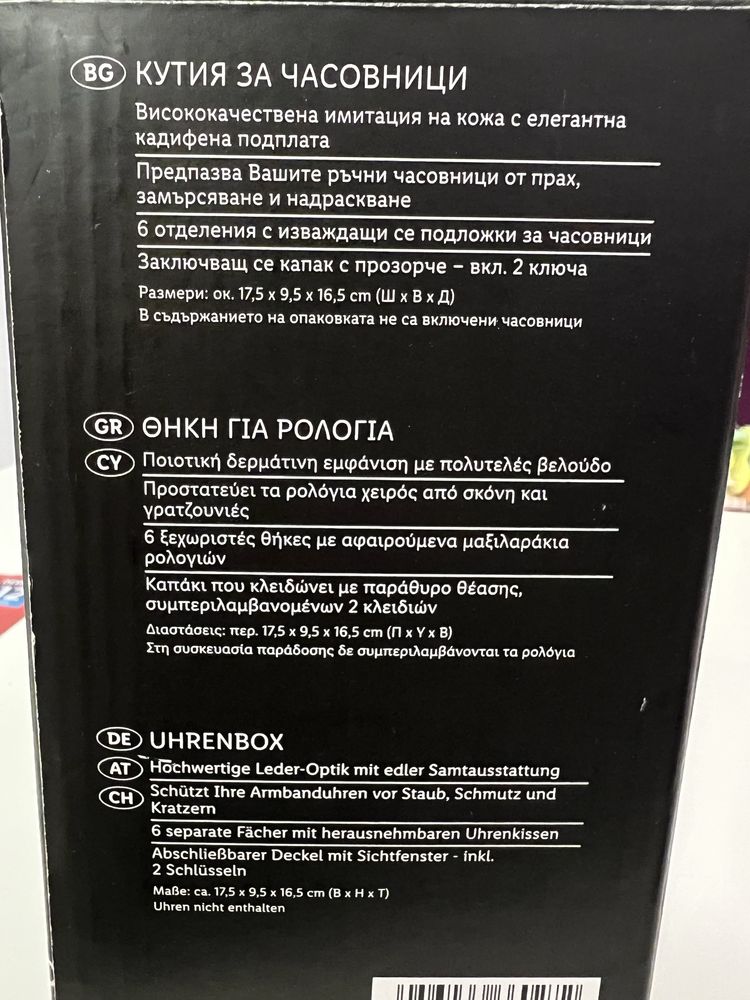 BG КУТИЯ ЗА ЧАСОВНИЦИ
Висококачествена имитация на кожа с елегантна
кадифена подплата
Предпазва Вашите ръчни часовници от прах,
замърсяване и надраскване
6 отделения с изваждащи се подложки за часовници
Заключващ се капак с прозорче – вкл. 2 ключа
Размери: ок. 17,5 x 9,5 x 16,5 cm (Ш x В x Д)
В съдържанието на опаковката не са включени часовници
GR ΘΗΚΗ ΓΙΑ ΡΟΛΟΓΙΑ
CY Ποιοτική δερμάτινη εμφάνιση με πολυτελές βελούδο
Προστατεύει τα ρολόγια χειρός από σκόνη και
γρατζουνιές
6 ξεχωριστές θήκες με αφαιρούμενα μαξιλαράκια
ρολογιών
Καπάκι που κλειδώνει με παράθυρο θέασης,
συμπεριλαμβανομένων 2 κλειδιών
Διαστάσεις: περ. 17,5 x 9,5 x 16,5 cm (Π x Υ x Β)
Στη συσκευασία παράδοσης δε συμπεριλαμβάνονται τα ρολόγια
DE UHRENBOX
AT Hochwertige Leder-Optik mit edler Samtausstattung
CH Schützt Ihre Armbanduhren vor Staub, Schmutz und
Kratzern
6 separate Fächer mit herausnehmbaren Uhrenkissen
Abschließbarer Deckel mit Sichtfenster - inkl.
2 Schlüsseln
Maße: ca. 17,5 x 9,5 x 16,5 cm (B x H x T)
Uhren nicht enthalten